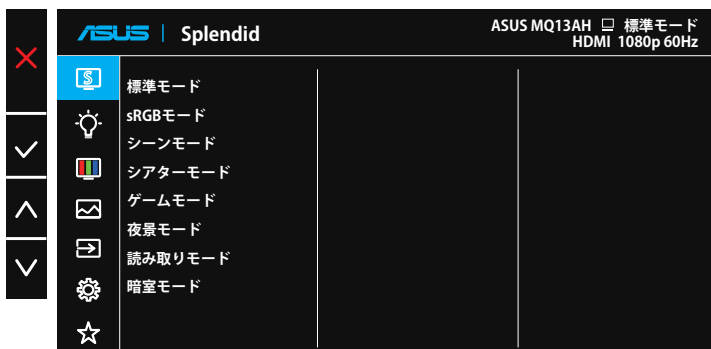 ASUS Splendid
ASUS MQ13AH 標準モード
HDMI 1080p 60Hz
S
標準モード
sRGBモード
シーンモード
シアターモード
ゲームモード
夜景モード
読み取りモード
暗室モード